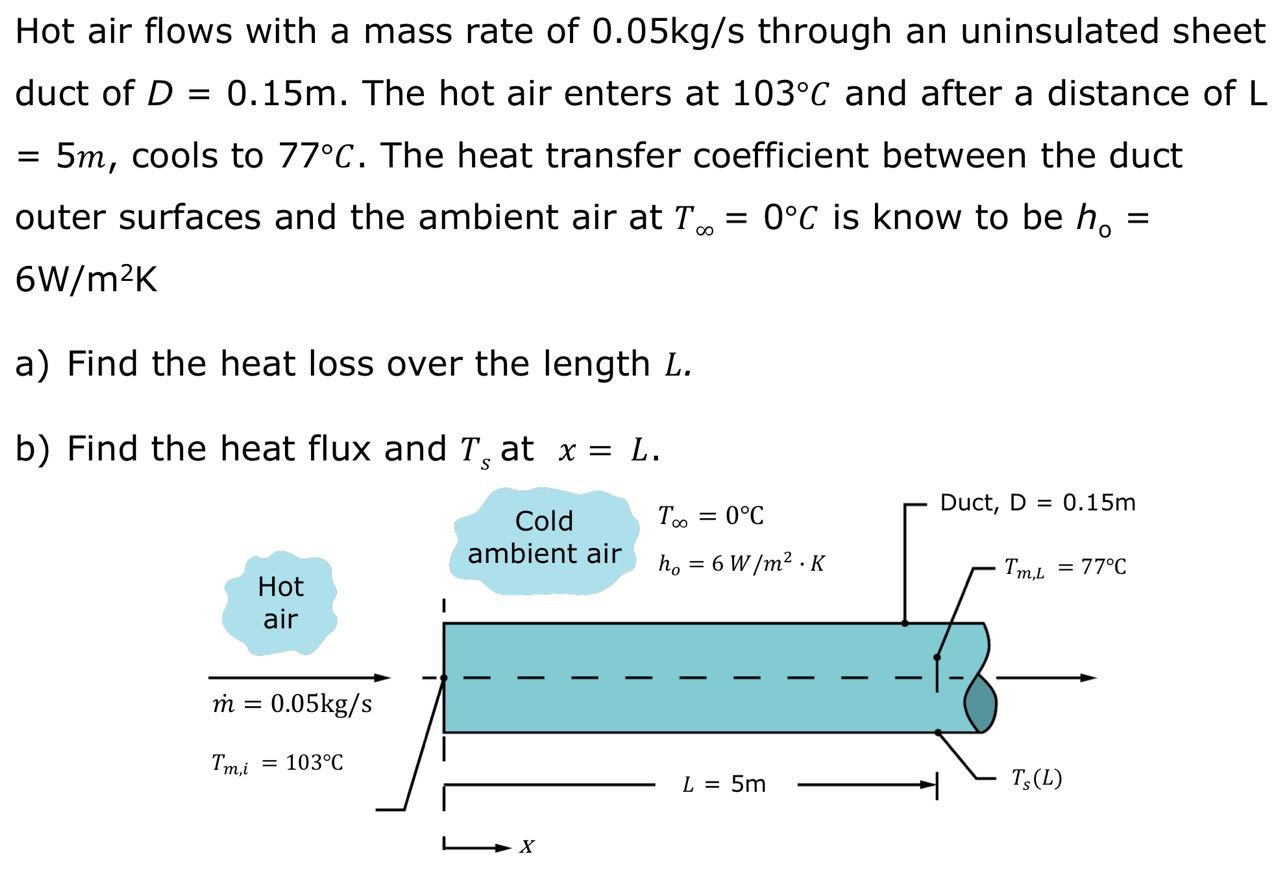 Hot air flows with a mass rate of 0.05kg/s through an uninsulated sheet
duct of D = 0.15m. The hot air enters at 103°C and after a distance of L
= 5m, cools to 77°C. The heat transfer coefficient between the duct
outer surfaces and the ambient air at T∞ = 0°C is know to be hₒ =
6W/m²K
a) Find the heat loss over the length L.
b) Find the heat flux and Tₛ at x = L.
Cold
ambient air
T∞ = 0°C
hₒ = 6 W/m² · K
Duct, D = 0.15m
Tm,L = 77°C
Hot
air
ṁ = 0.05kg/s
Tm,i = 103°C
L = 5m
Tₛ(L)
x